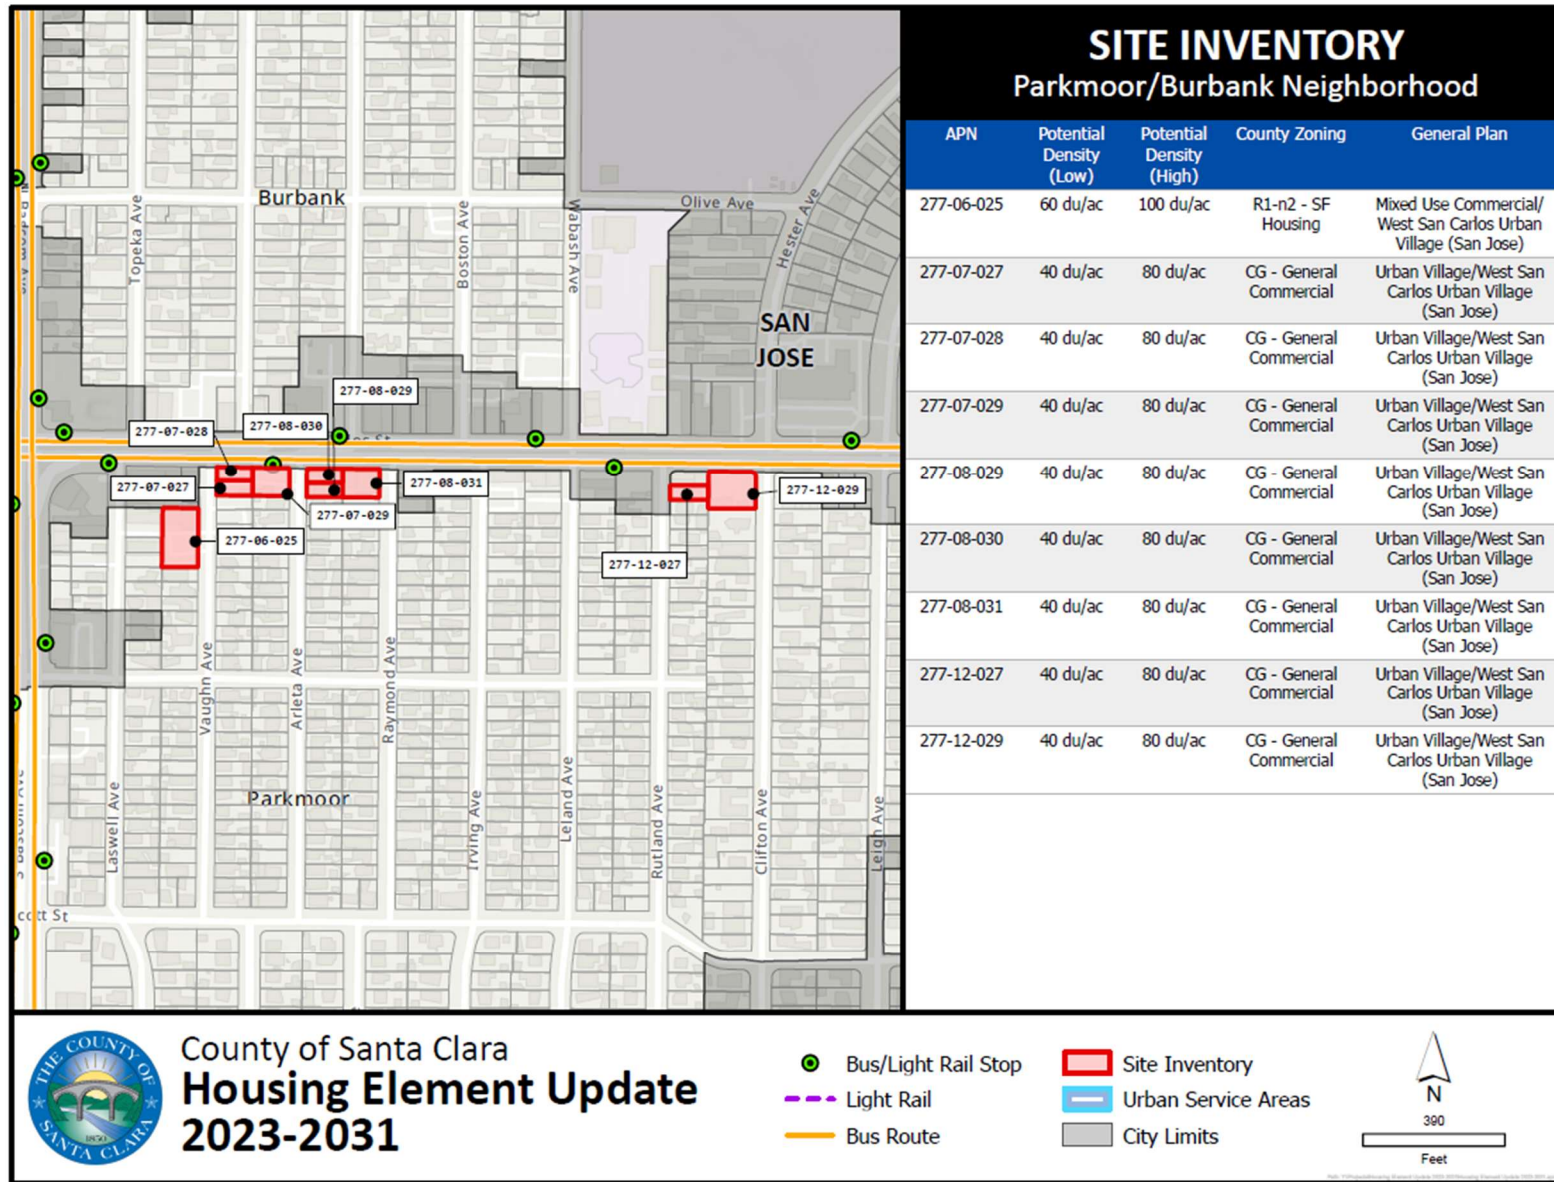 SITE INVENTORY
Parkmoor/Burbank Neighborhood
APN Potential Density (Low) Potential Density (High) County Zoning General Plan
277-06-025 60 du/ac 100 du/ac R1-n2 - SF Housing Mixed Use Commercial/ West San Carlos Urban Village (San Jose)
277-07-027 40 du/ac 80 du/ac CG - General Commercial Urban Village/West San Carlos Urban Village (San Jose)
277-07-028 40 du/ac 80 du/ac CG - General Commercial Urban Village/West San Carlos Urban Village (San Jose)
277-07-029 40 du/ac 80 du/ac CG - General Commercial Urban Village/West San Carlos Urban Village (San Jose)
277-08-029 40 du/ac 80 du/ac CG - General Commercial Urban Village/West San Carlos Urban Village (San Jose)
277-08-030 40 du/ac 80 du/ac CG - General Commercial Urban Village/West San Carlos Urban Village (San Jose)
277-08-031 40 du/ac 80 du/ac CG - General Commercial Urban Village/West San Carlos Urban Village (San Jose)
277-12-027 40 du/ac 80 du/ac CG - General Commercial Urban Village/West San Carlos Urban Village (San Jose)
277-12-029 40 du/ac 80 du/ac CG - General Commercial Urban Village/West San Carlos Urban Village (San Jose)
Burbank
Topeka Ave
Boston Ave
Wabash Ave
Olive Ave
Hester Ave
SAN
JOSE
277-08-029
277-08-030
277-07-028
277-07-027
277-08-031
277-07-029
277-12-029
277-06-025
277-12-027
Vaughn Ave
Arleta Ave
Raymond Ave
Parkmoor
Laswell Ave
Irving Ave
Leland Ave
Rutland Ave
Clifton Ave
Leigh Ave
S Bascom Ave
cott St
THE COUNTY OF
SANTA CLARA
1850
County of Santa Clara
Housing Element Update
2023-2031
Bus/Light Rail Stop
Light Rail
Bus Route
Site Inventory
Urban Service Areas
City Limits
N
390
Feet